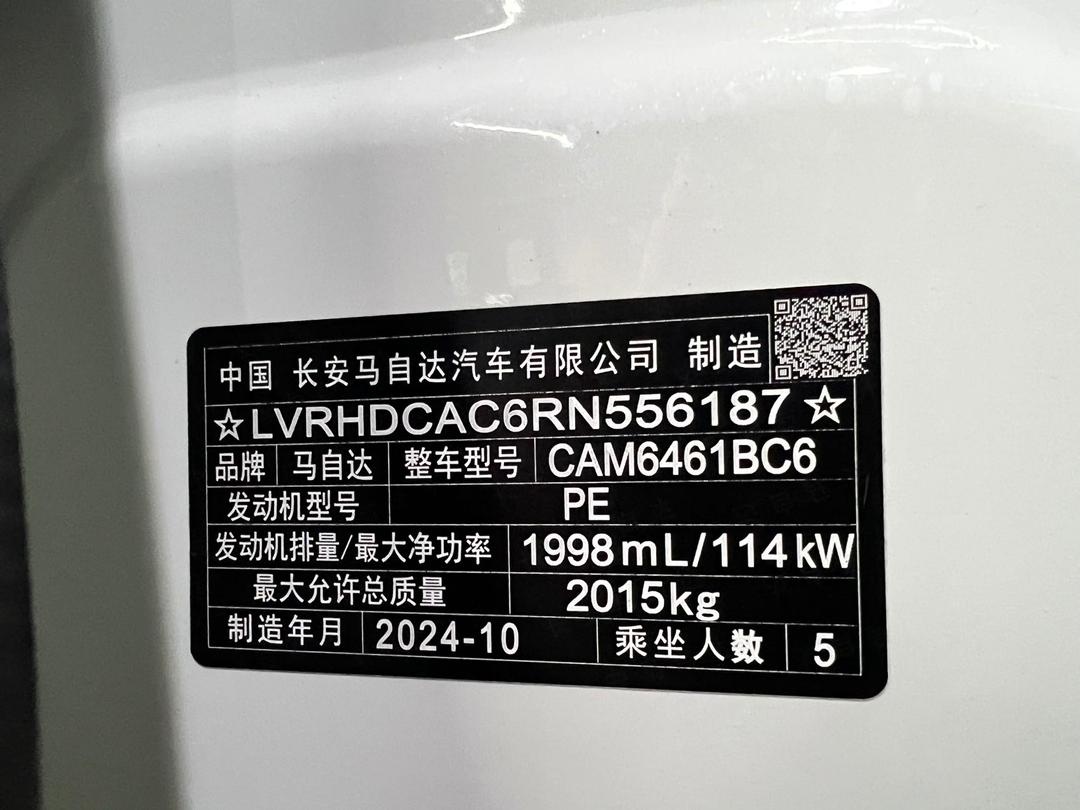 中国 长安马自达汽车有限公司 制造
☆LVRHDCAC6RN556187☆
品牌 马自达 整车型号 CAM6461BC6
发动机型号 PE
发动机排量/最大净功率 1998mL/114kW
最大允许总质量 2015kg
制造年月 2024-10 乘坐人数 5